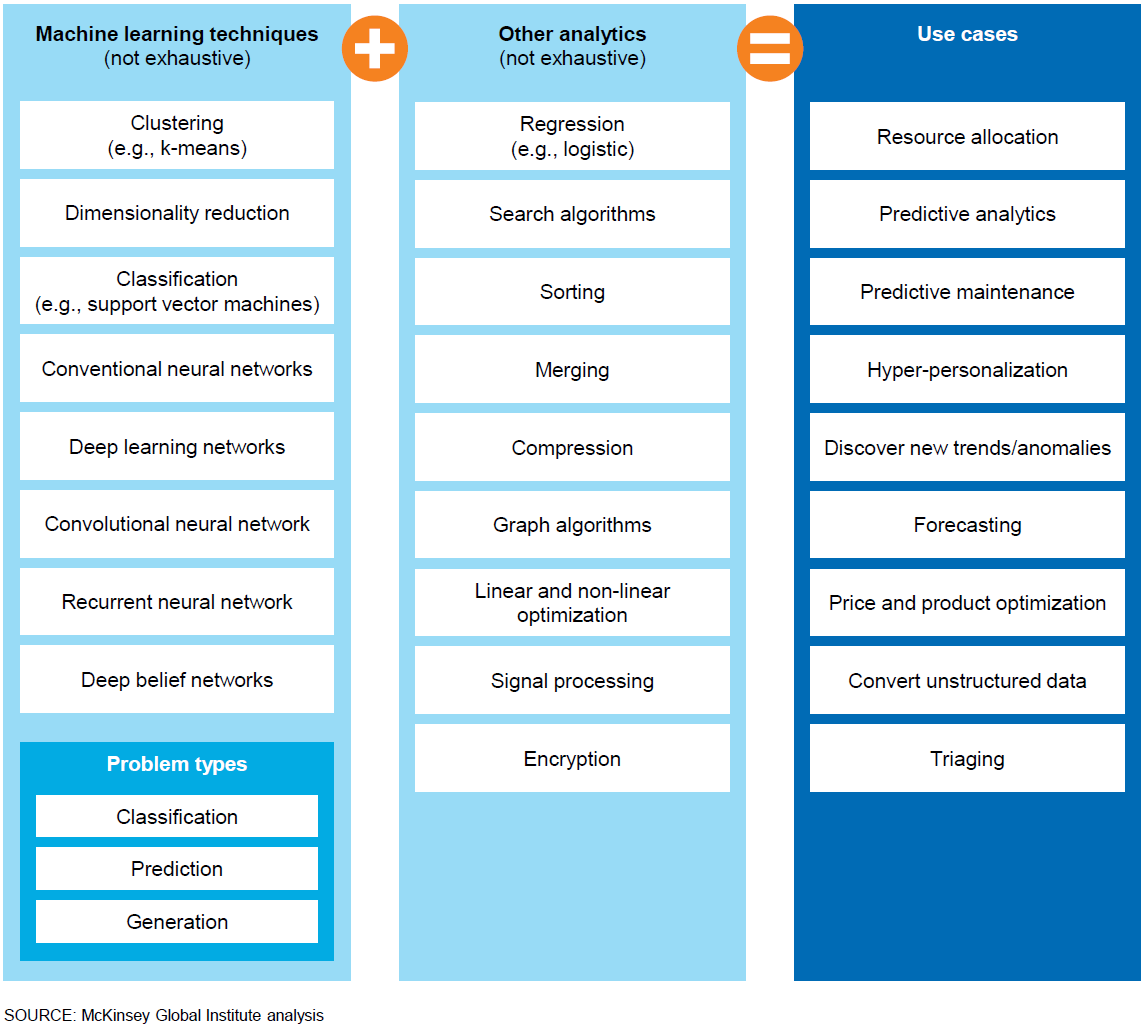 Machine learning techniques
(not exhaustive)
Clustering
(e.g., k-means)
Dimensionality reduction
Classification
(e.g., support vector machines)
Conventional neural networks
Deep learning networks
Convolutional neural network
Recurrent neural network
Deep belief networks
Problem types
Classification
Prediction
Generation
Other analytics
(not exhaustive)
Regression
(e.g., logistic)
Search algorithms
Sorting
Merging
Compression
Graph algorithms
Linear and non-linear
optimization
Signal processing
Encryption
Use cases
Resource allocation
Predictive analytics
Predictive maintenance
Hyper-personalization
Discover new trends/anomalies
Forecasting
Price and product optimization
Convert unstructured data
Triaging
SOURCE: McKinsey Global Institute analysis